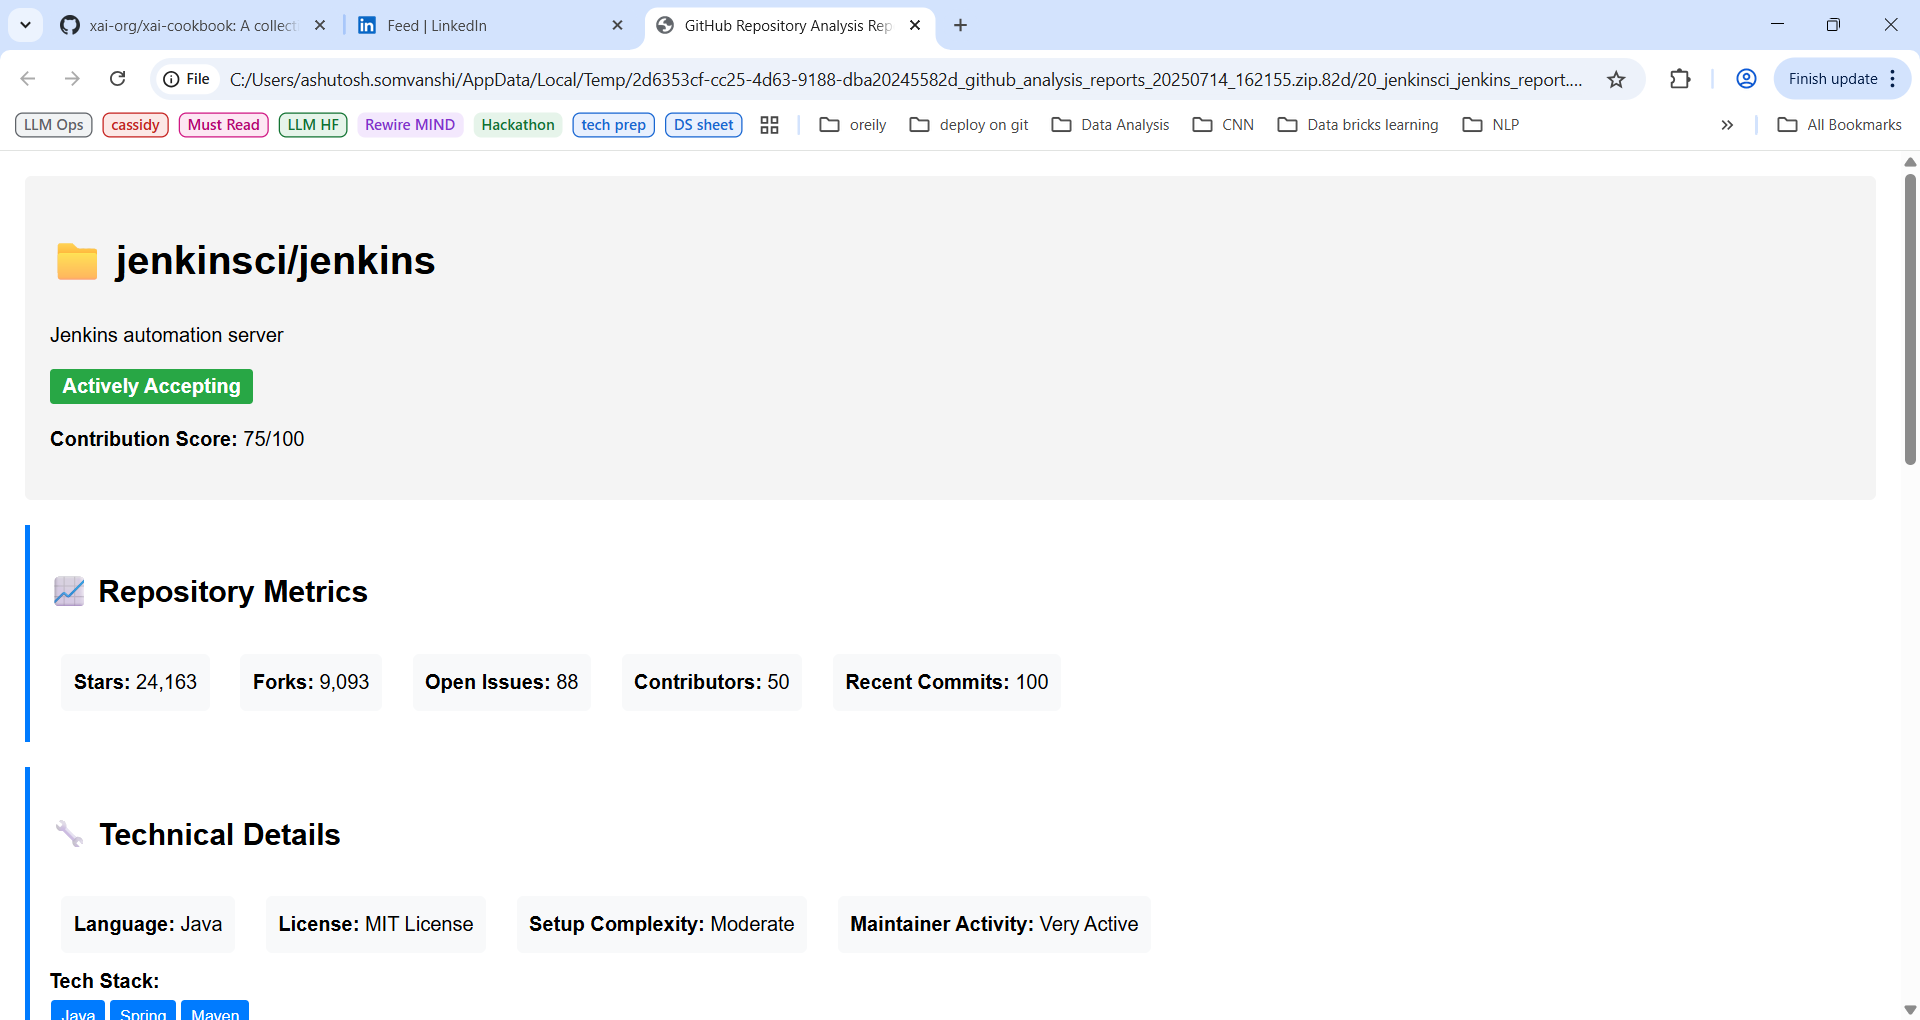 xai-org/xai-cookbook: A collect
Feed | LinkedIn
GitHub Repository Analysis Rep
File
C:/Users/ashutosh.somvanshi/AppData/Local/Temp/2d6353cf-cc25-4d63-9188-dba20245582d_github_analysis_reports_20250714_162155.zip.82d/20_jenkinsci_jenkins_report....
Finish update
LLM Ops cassidy Must Read LLM HF Rewire MIND Hackathon tech prep DS sheet oreily deploy on git Data Analysis CNN Data bricks learning NLP » All Bookmarks
jenkinsci/jenkins
Jenkins automation server
Actively Accepting
Contribution Score: 75/100
Repository Metrics
Stars: 24,163 Forks: 9,093 Open Issues: 88 Contributors: 50 Recent Commits: 100
Technical Details
Language: Java License: MIT License Setup Complexity: Moderate Maintainer Activity: Very Active
Tech Stack:
Java Spring Maven